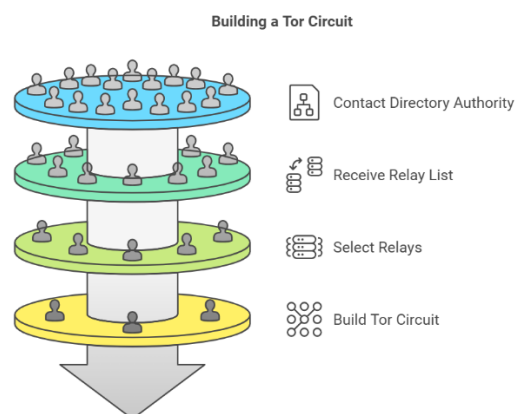 Building a Tor Circuit
Contact Directory Authority
Receive Relay List
Select Relays
Build Tor Circuit